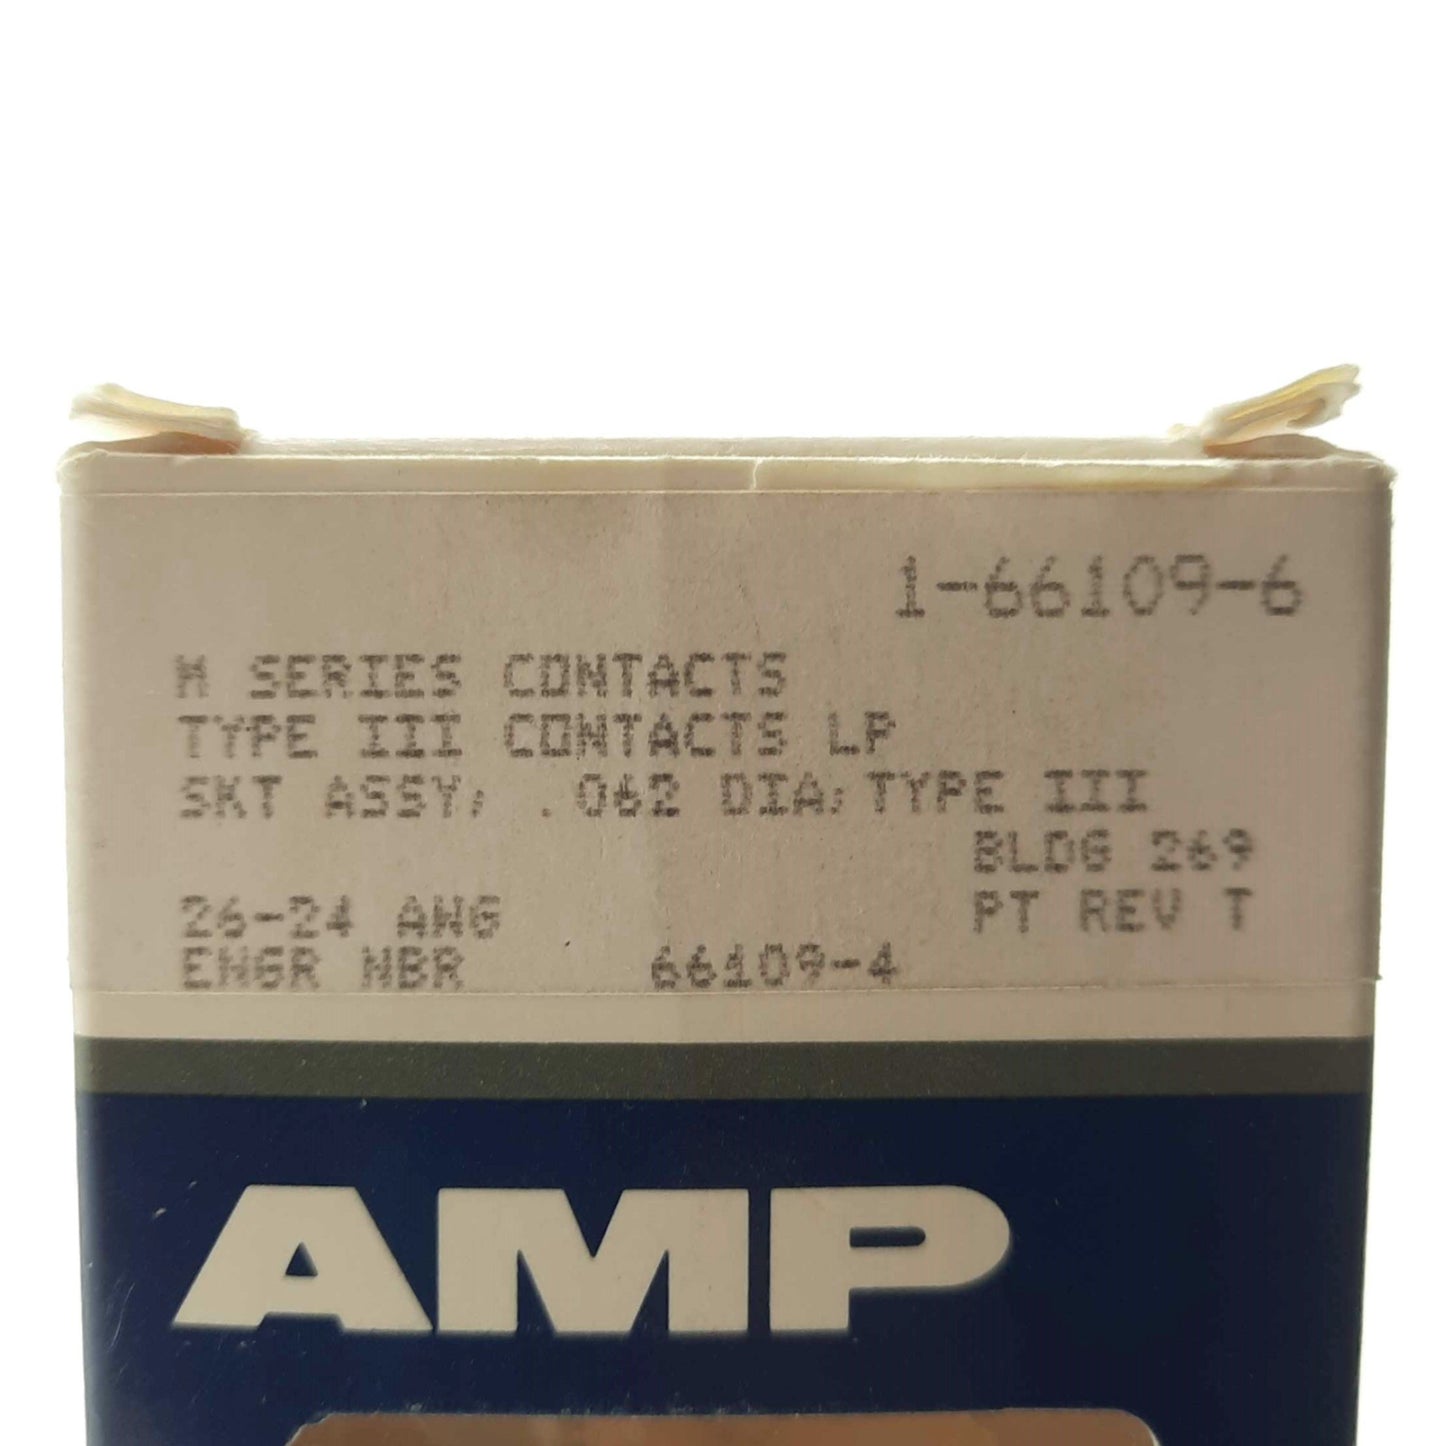 1-66109-6
M SERIES CONTACTS
TYPE III CONTACTS LP
SKT ASSY, .062 DIA,TYPE III
BLDG 269
26-24 AWG PT REV T
ENGR NBR 66109-4
AMP